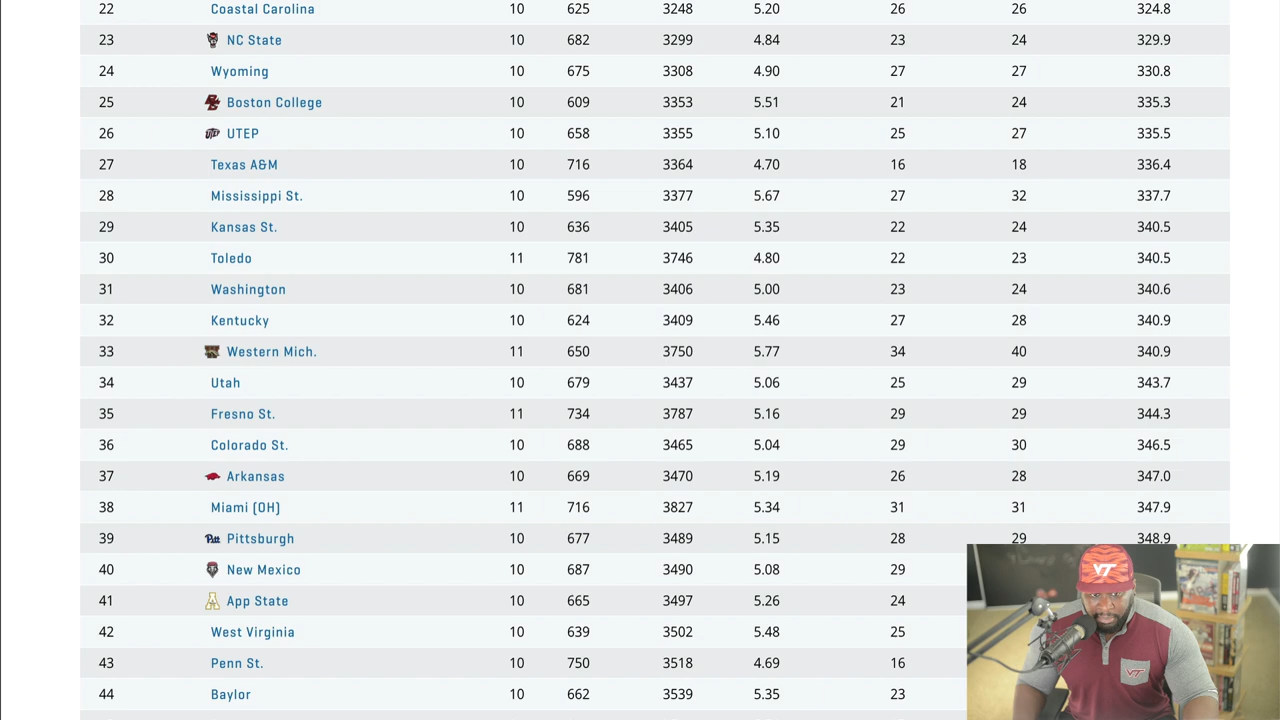 22 Coastal Carolina 10 625 3248 5.20 26 26 324.8
23 NC State 10 682 3299 4.84 23 24 329.9
24 Wyoming 10 675 3308 4.90 27 27 330.8
25 Boston College 10 609 3353 5.51 21 24 335.3
26 UTEP 10 658 3355 5.10 25 27 335.5
27 Texas A&M 10 716 3364 4.70 16 18 336.4
28 Mississippi St. 10 596 3377 5.67 27 32 337.7
29 Kansas St. 10 636 3405 5.35 22 24 340.5
30 Toledo 11 781 3746 4.80 22 23 340.5
31 Washington 10 681 3406 5.00 23 24 340.6
32 Kentucky 10 624 3409 5.46 27 28 340.9
33 Western Mich. 11 650 3750 5.77 34 40 340.9
34 Utah 10 679 3437 5.06 25 29 343.7
35 Fresno St. 11 734 3787 5.16 29 29 344.3
36 Colorado St. 10 688 3465 5.04 29 30 346.5
37 Arkansas 10 669 3470 5.19 26 28 347.0
38 Miami (OH) 11 716 3827 5.34 31 31 347.9
39 Pitt Pittsburgh 10 677 3489 5.15 28 29 348.9
40 New Mexico 10 687 3490 5.08 29
41 App State 10 665 3497 5.26 24
42 West Virginia 10 639 3502 5.48 25
43 Penn St. 10 750 3518 4.69 16
44 Baylor 10 662 3539 5.35 23
VT
VT